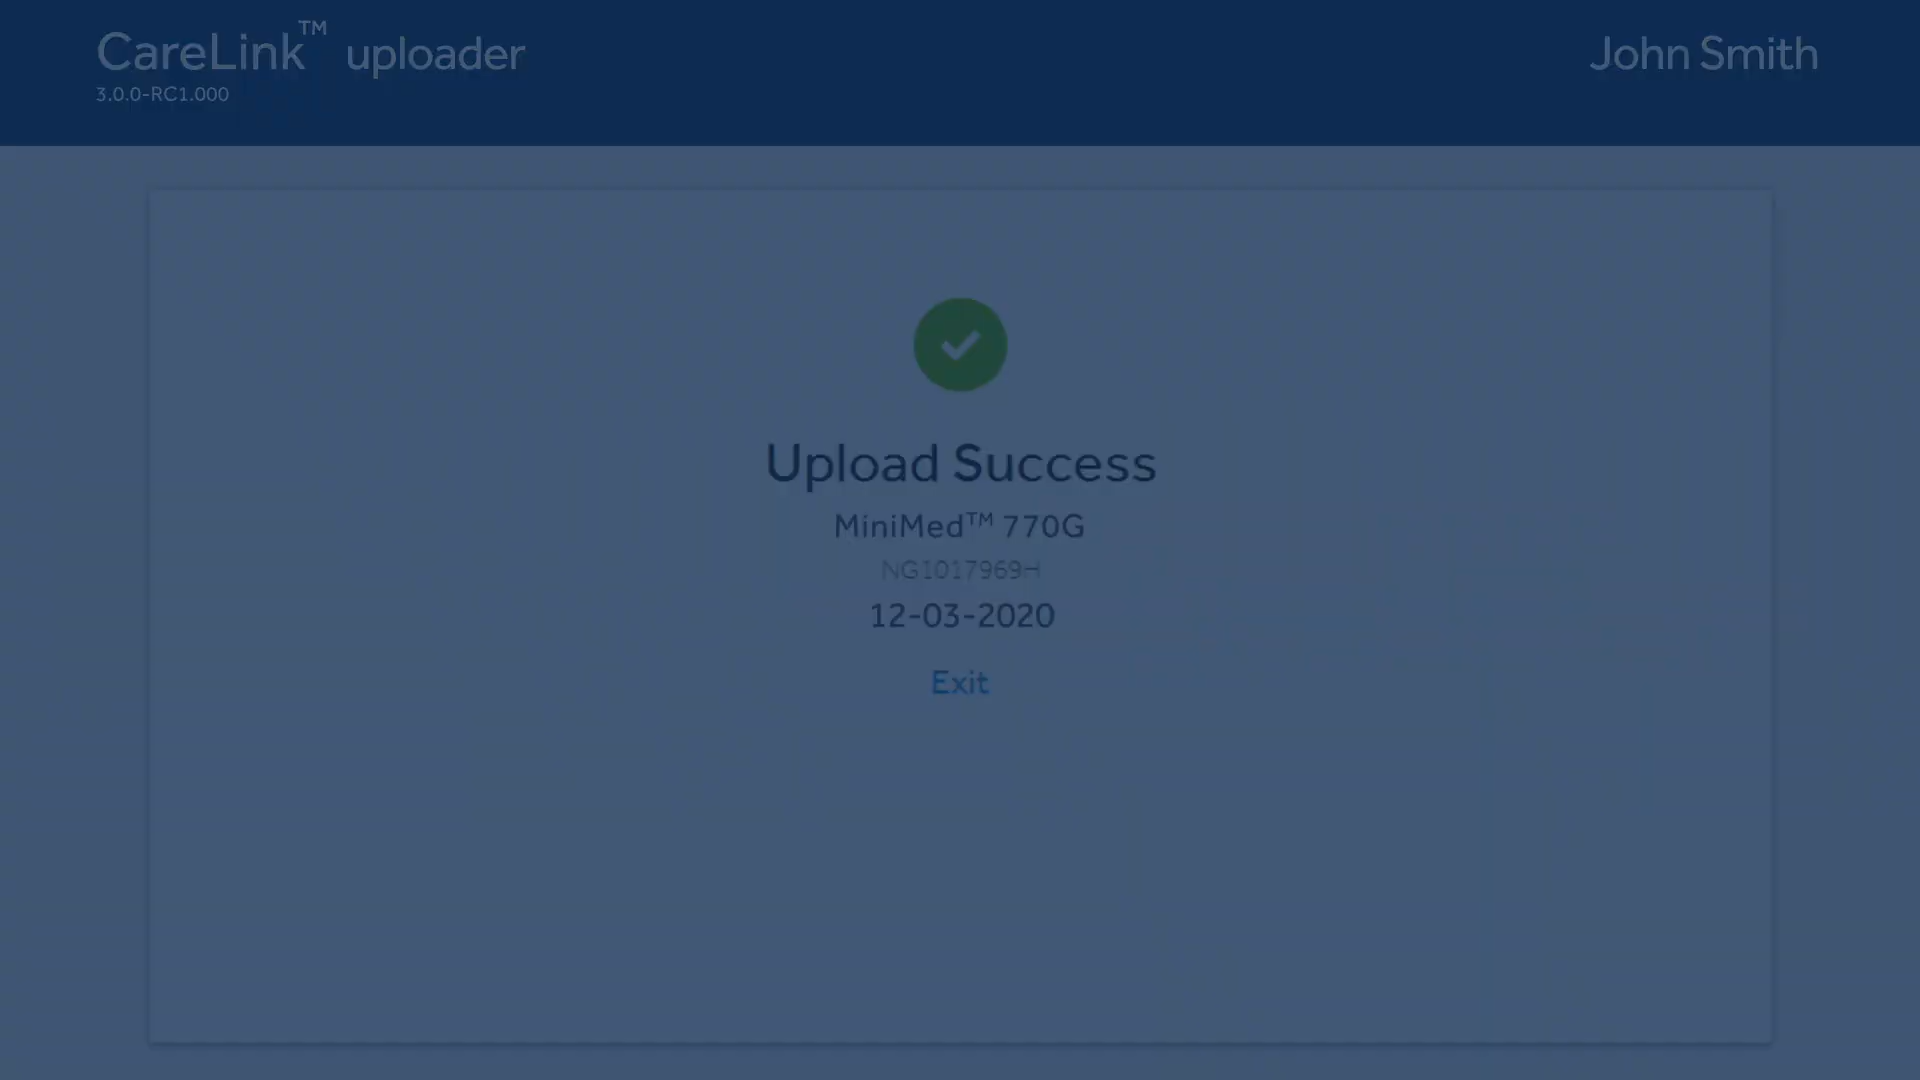 CareLink™ uploader
John Smith
3.0.0-RC1.000
Upload Success
MiniMed™ 770G
NG1017969H
12-03-2020
Exit